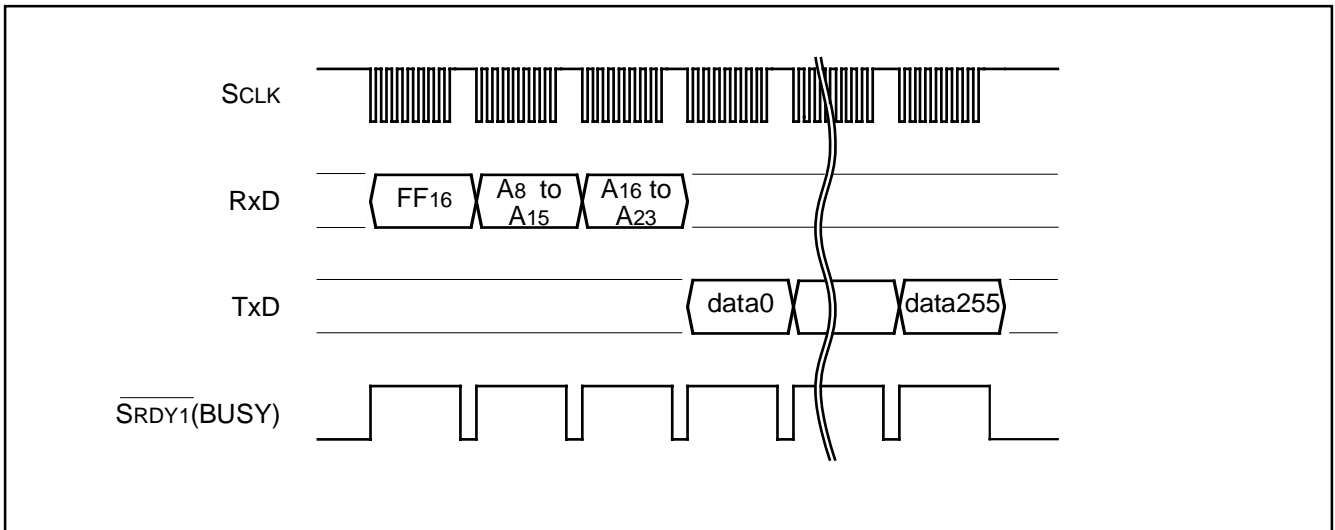 SCLK
RxD
FF16
A8 to
A15
A16 to
A23
TxD
data0
data255
SRDY1(BUSY)